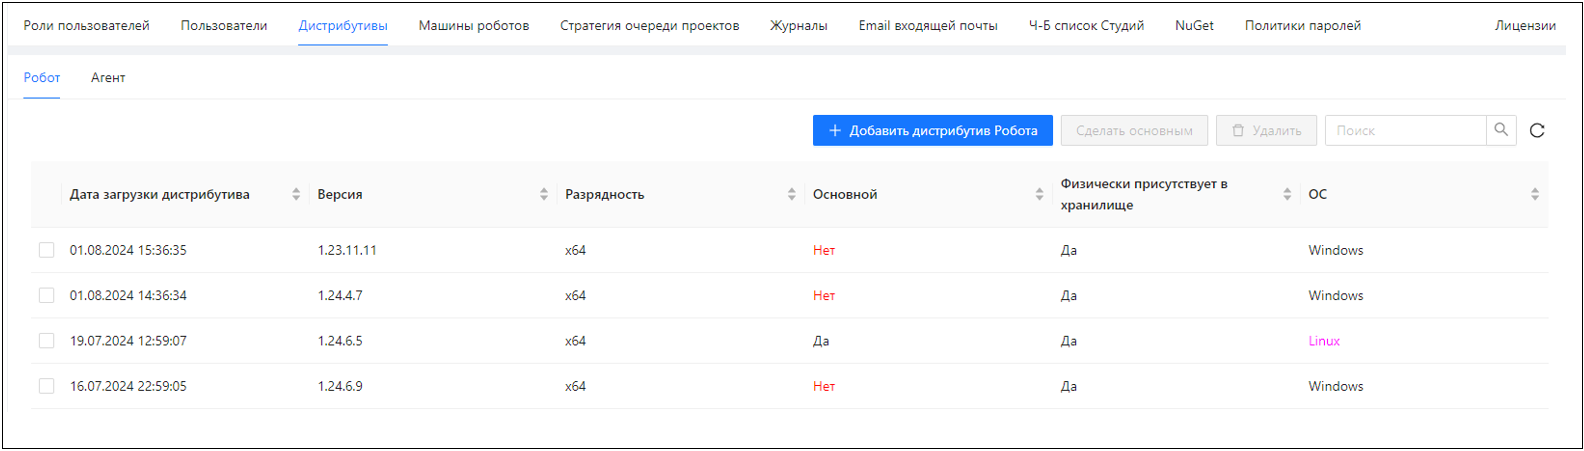 Роли пользователей Пользователи Дистрибутивы Машины роботов Стратегия очереди проектов Журналы Email входящей почты Ч-Б список Студий NuGet Политики паролей Лицензии
Робот Агент
+ Добавить дистрибутив Робота Сделать основным Удалить Поиск
Дата загрузки дистрибутива Версия Разрядность Основной Физически присутствует в хранилище ОС
01.08.2024 15:36:35 1.23.11.11 x64 Нет Да Windows
01.08.2024 14:36:34 1.24.4.7 x64 Нет Да Windows
19.07.2024 12:59:07 1.24.6.5 x64 Да Да Linux
16.07.2024 22:59:05 1.24.6.9 x64 Нет Да Windows